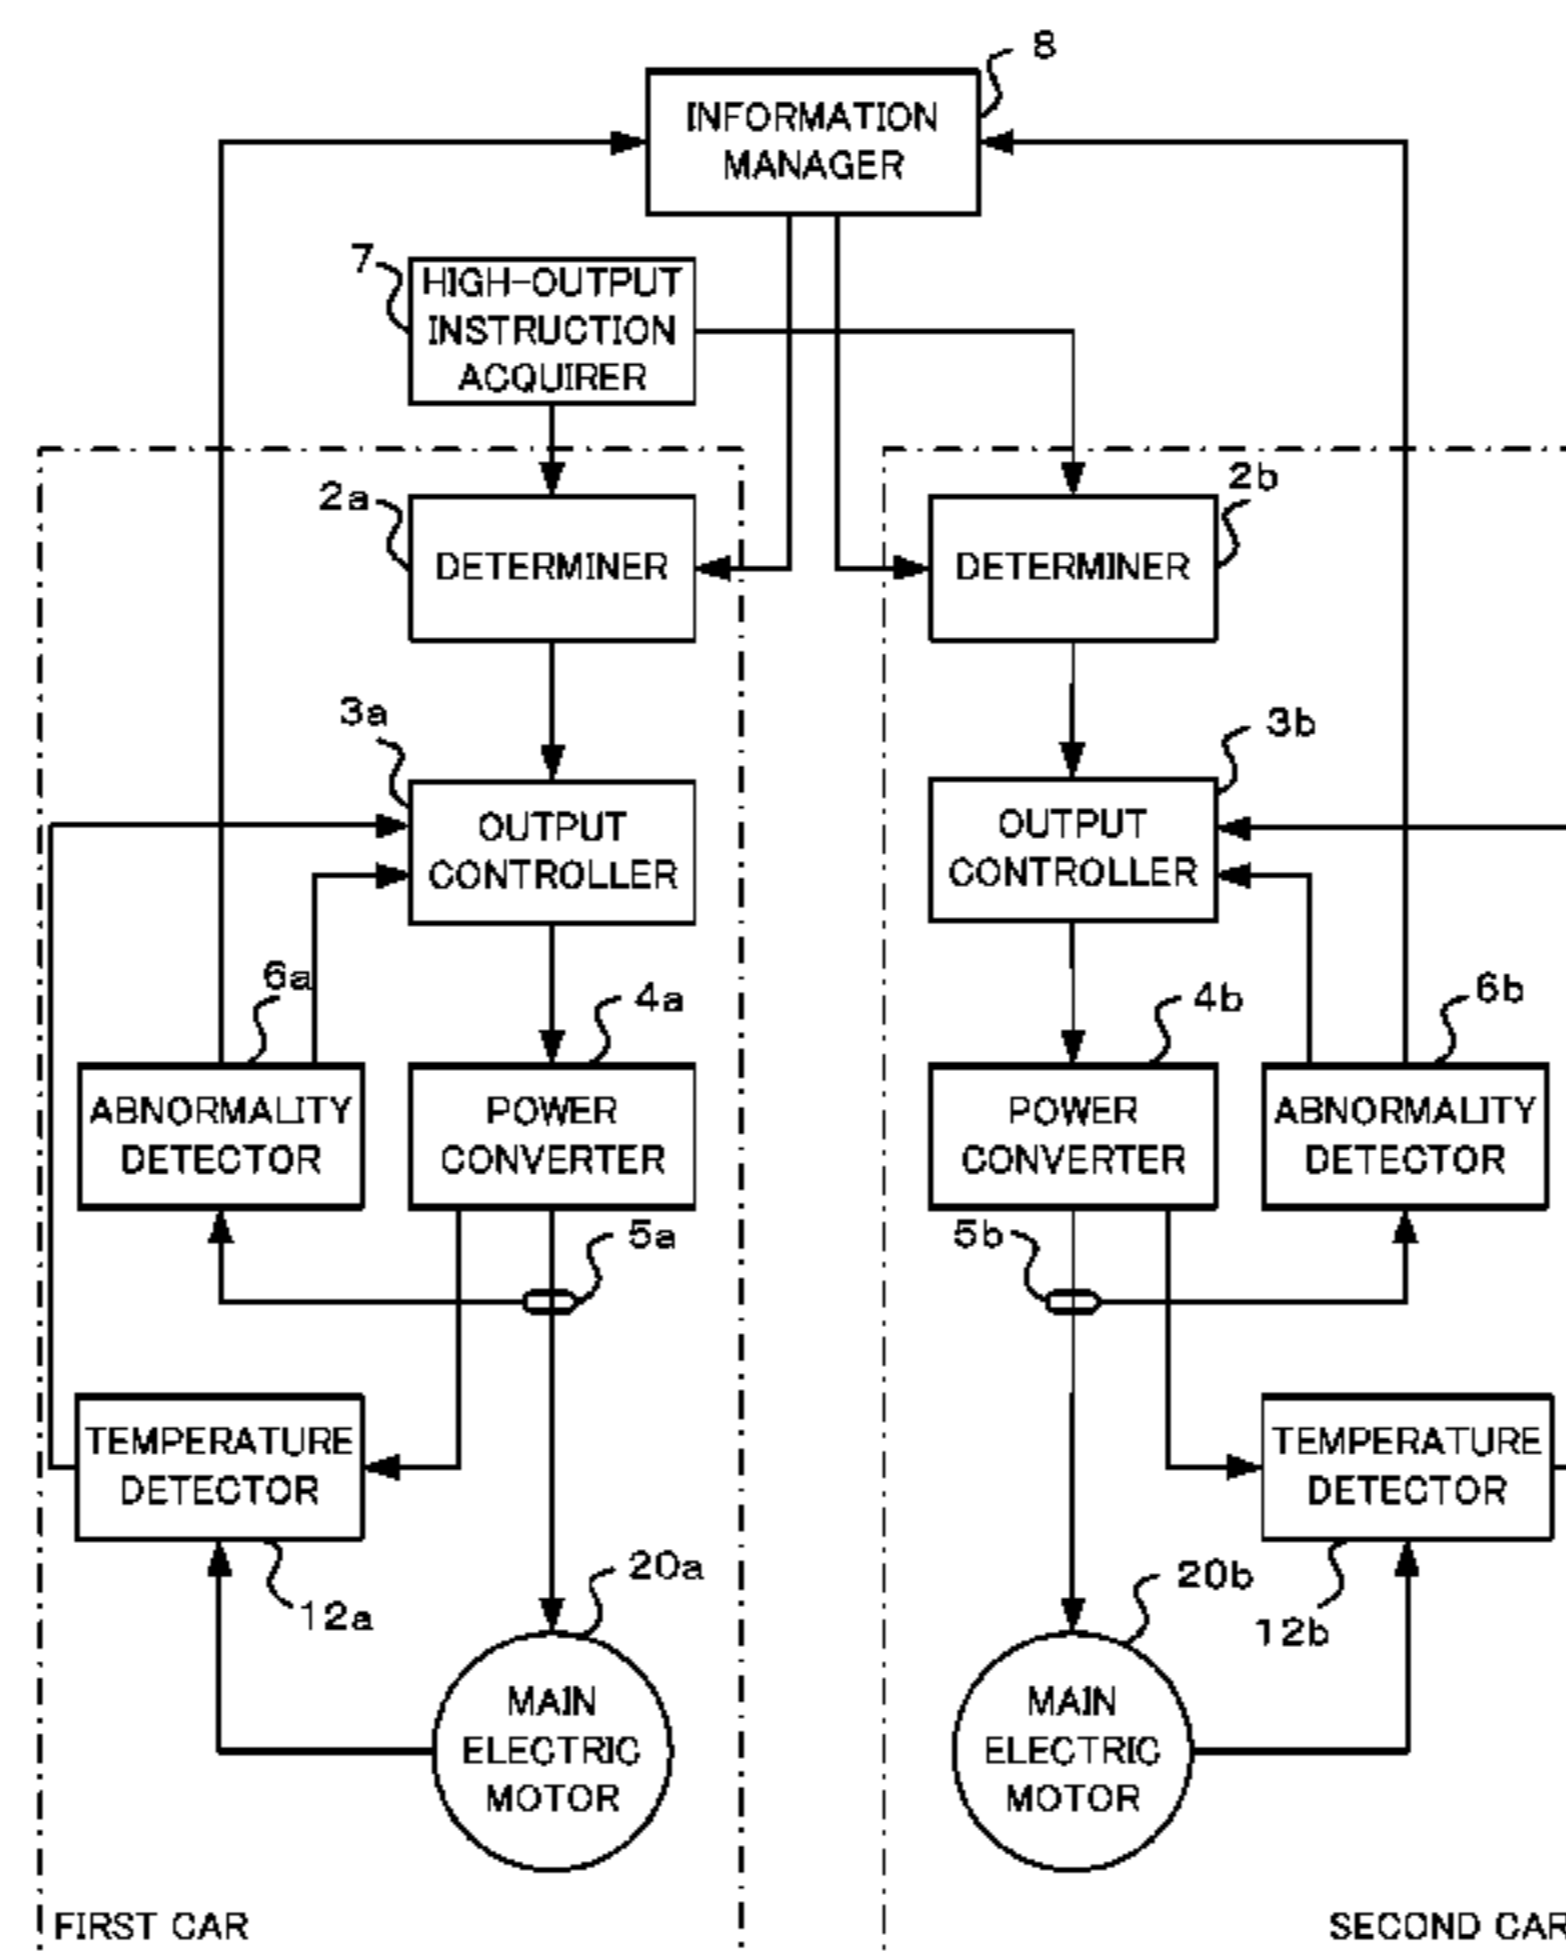 8
INFORMATION
MANAGER
7
HIGH-OUTPUT
INSTRUCTION
ACQUIRER
2a
DETERMINER
2b
DETERMINER
3a
OUTPUT
CONTROLLER
3b
OUTPUT
CONTROLLER
6a
ABNORMALITY
DETECTOR
4a
POWER
CONVERTER
4b
POWER
CONVERTER
6b
ABNORMALITY
DETECTOR
5a
5b
TEMPERATURE
DETECTOR
12a
TEMPERATURE
DETECTOR
12b
20a
MAIN
ELECTRIC
MOTOR
20b
MAIN
ELECTRIC
MOTOR
FIRST CAR
SECOND CAR